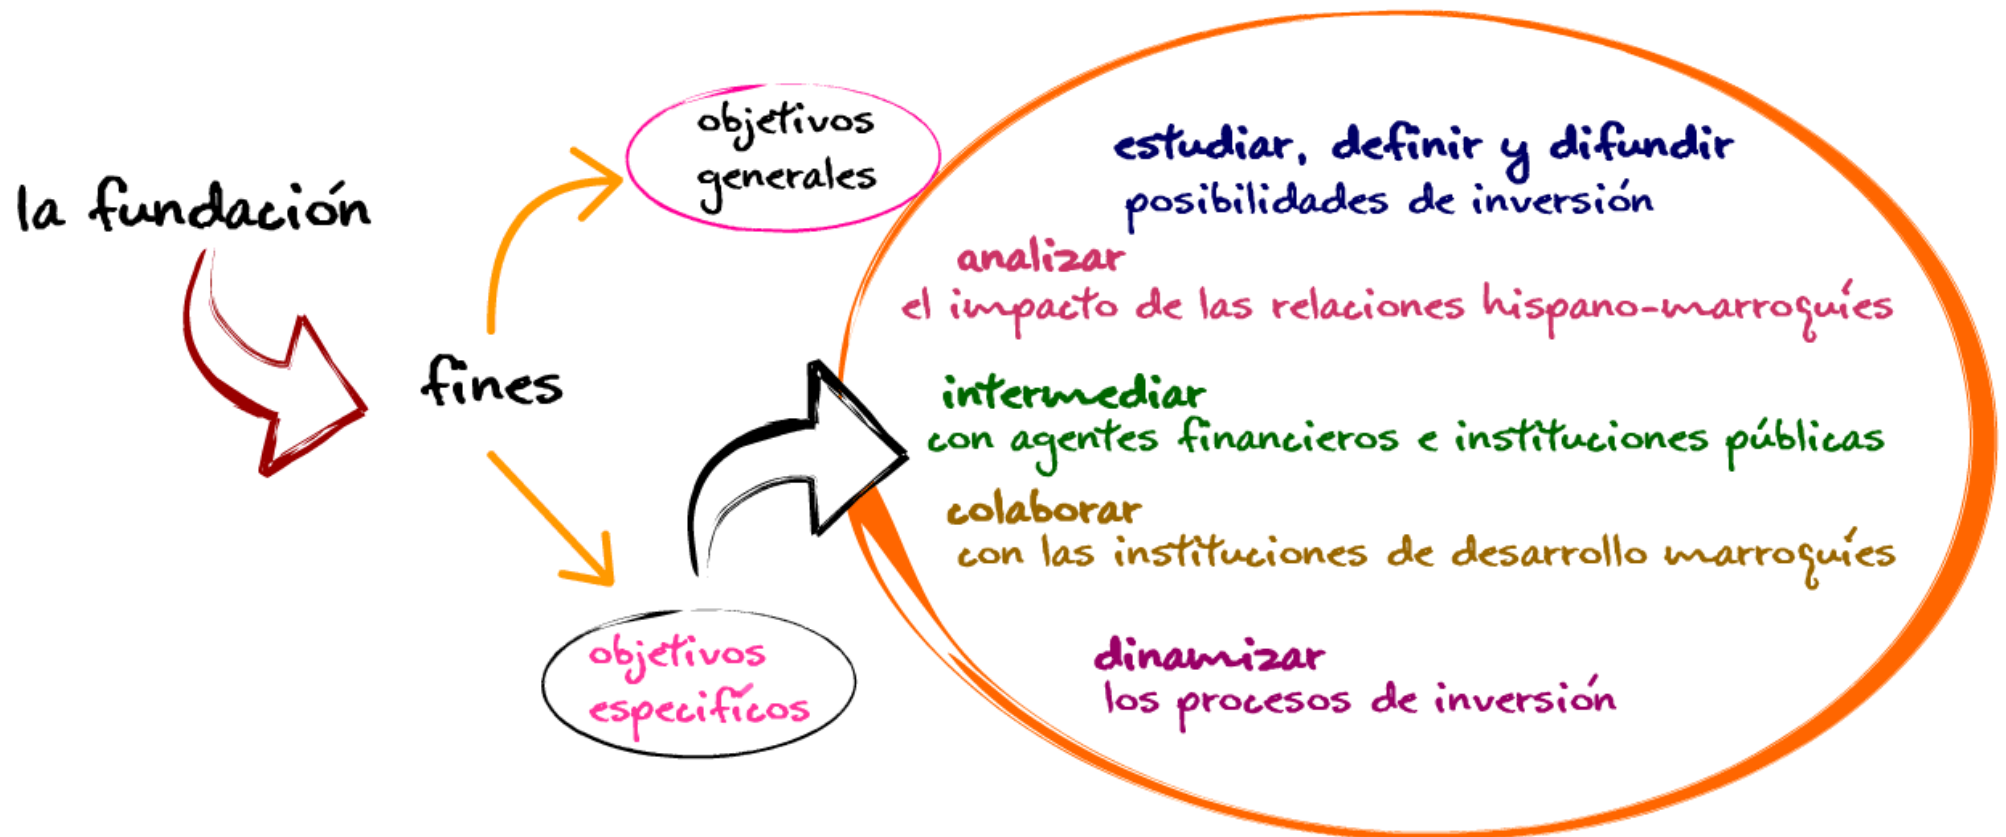 la fundación
fines
objetivos
generales
objetivos
específicos
estudiar, definir y difundir
posibilidades de inversión
analizar
el impacto de las relaciones hispano-marroquíes
intermediar
con agentes financieros e instituciones públicas
colaborar
con las instituciones de desarrollo marroquíes
dinamizar
los procesos de inversión